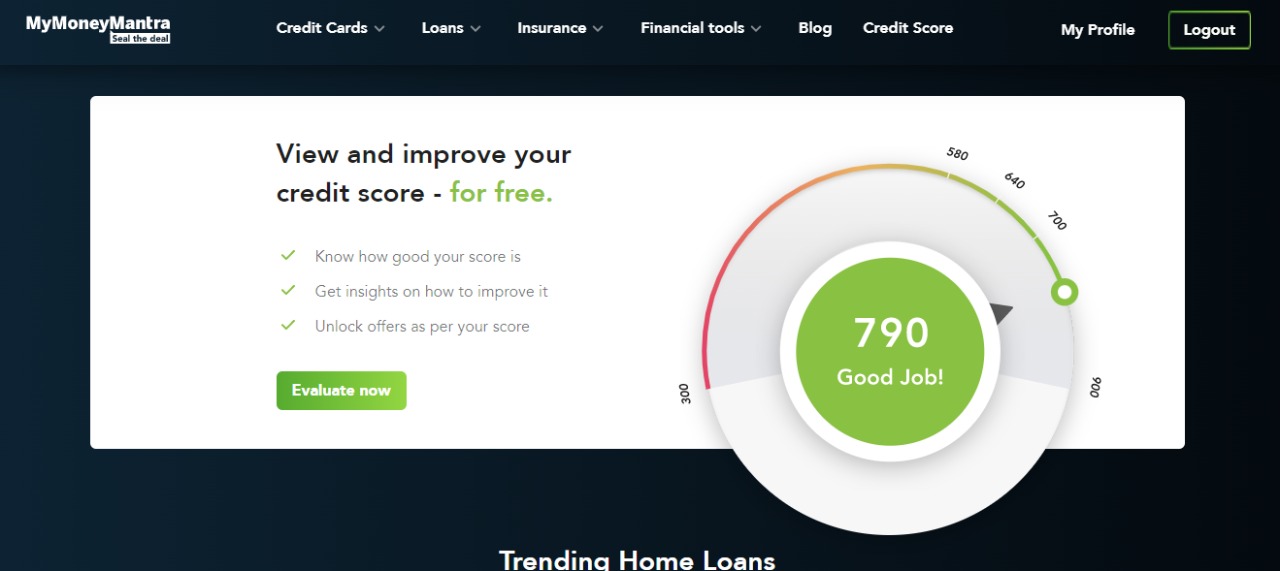 MyMoneyMantra
Seal the deal
Credit Cards
Loans
Insurance
Financial tools
Blog
Credit Score
My Profile
Logout
View and improve your
credit score - for free.
Know how good your score is
Get insights on how to improve it
Unlock offers as per your score
Evaluate now
300
580
640
700
900
790
Good Job!
Trending Home Loans